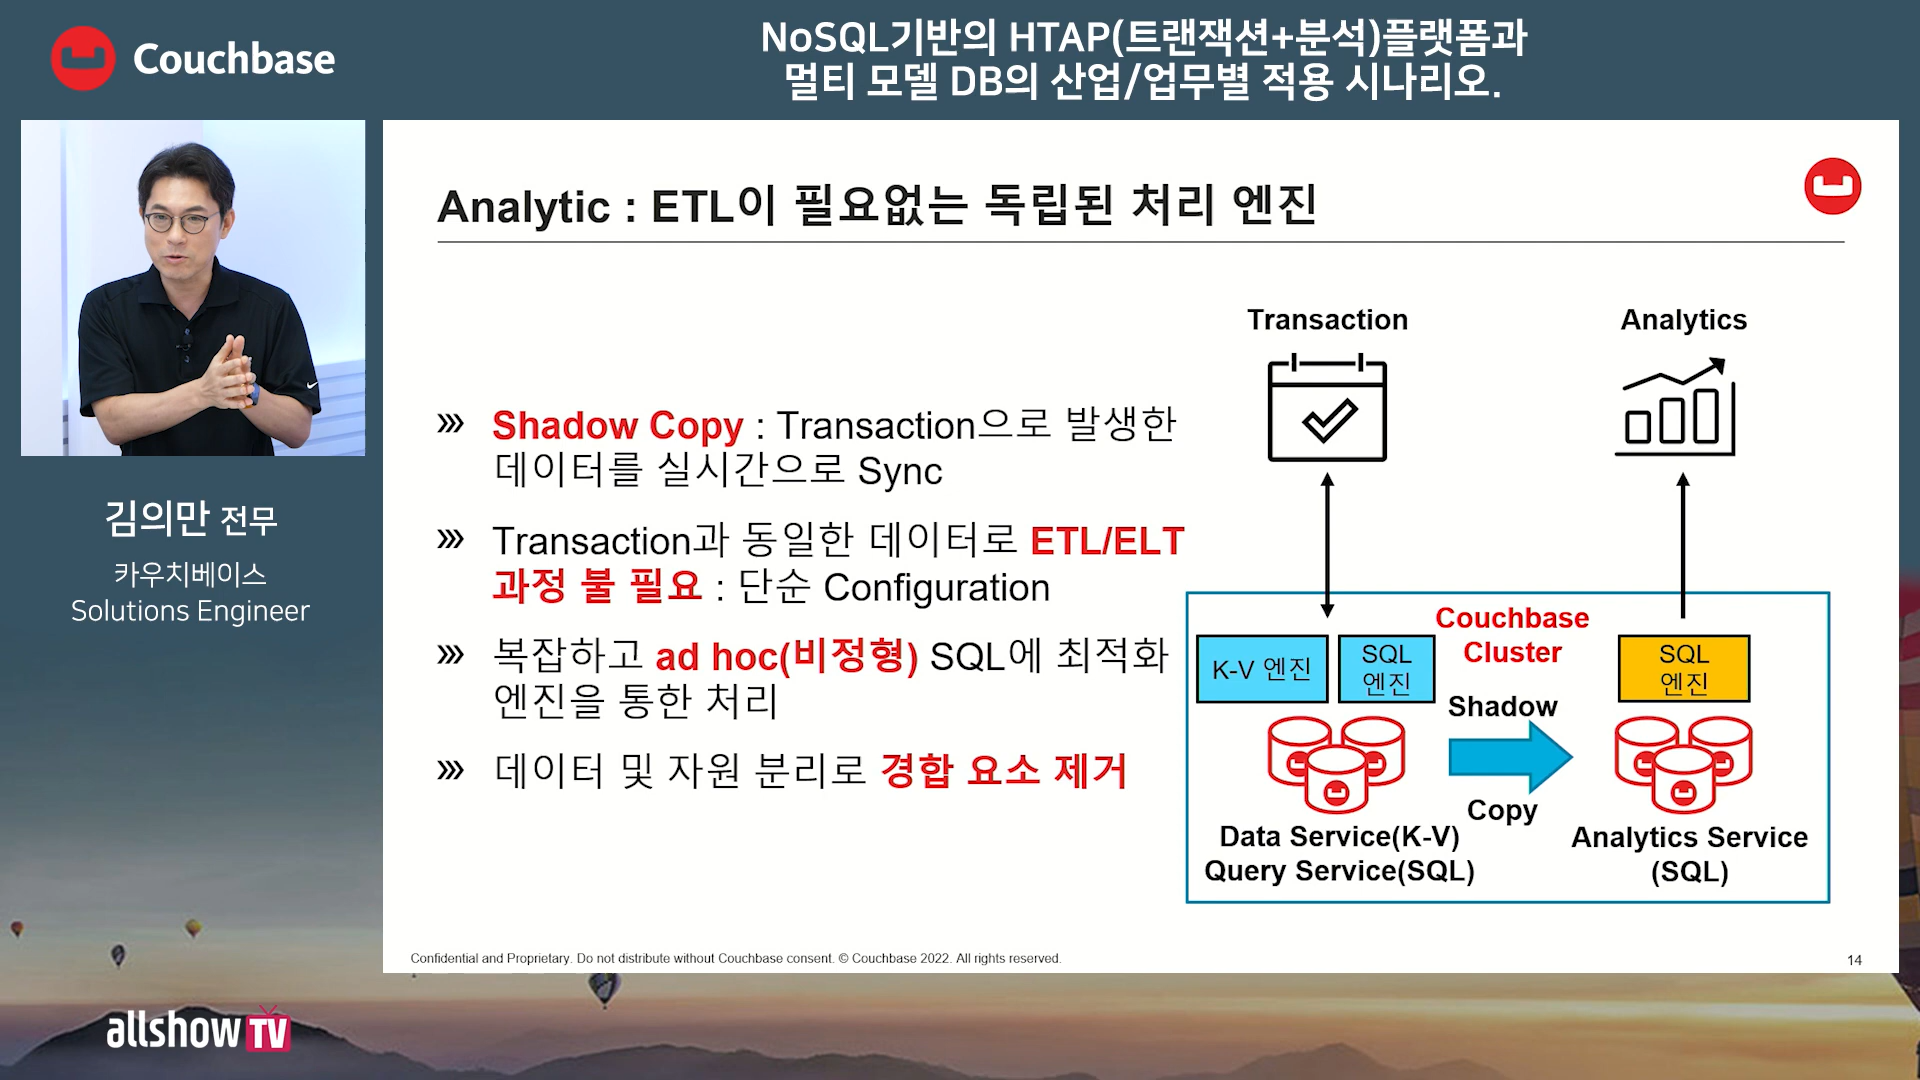 Couchbase
NoSQL기반의 HTAP(트랜잭션+분석)플랫폼과
멀티 모델 DB의 산업/업무별 적용 시나리오.
김의만 전무
카우치베이스
Solutions Engineer
Analytic : ETL이 필요없는 독립된 처리 엔진
Shadow Copy : Transaction으로 발생한
데이터를 실시간으로 Sync
Transaction과 동일한 데이터로 ETL/ELT
과정 불 필요 : 단순 Configuration
복잡하고 ad hoc(비정형) SQL에 최적화
엔진을 통한 처리
데이터 및 자원 분리로 경합 요소 제거
Transaction
Analytics
Couchbase
Cluster
K-V 엔진
SQL
엔진
SQL
엔진
Shadow
Copy
Data Service(K-V)
Query Service(SQL)
Analytics Service
(SQL)
Confidential and Proprietary. Do not distribute without Couchbase consent. © Couchbase 2022. All rights reserved.
14
allshow TV